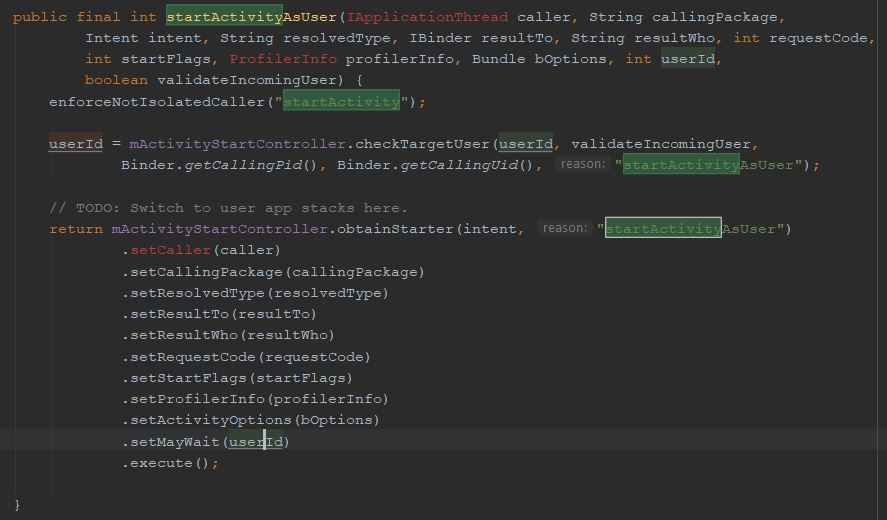 public final int startActivityAsUser(IApplicationThread caller, String callingPackage,
Intent intent, String resolvedType, IBinder resultTo, String resultWho, int requestCode,
int startFlags, ProfilerInfo profilerInfo, Bundle bOptions, int userId,
boolean validateIncomingUser) {
enforceNotIsolatedCaller("startActivity");
userId = mActivityStartController.checkTargetUser(userId, validateIncomingUser,
Binder.getCallingPid(), Binder.getCallingUid(), reason: "startActivityAsUser");
// TODO: Switch to user app stacks here.
return mActivityStartController.obtainStarter(intent, reason: "startActivityAsUser")
.setCaller(caller)
.setCallingPackage(callingPackage)
.setResolvedType(resolvedType)
.setResultTo(resultTo)
.setResultWho(resultWho)
.setRequestCode(requestCode)
.setStartFlags(startFlags)
.setProfilerInfo(profilerInfo)
.setActivityOptions(bOptions)
.setMayWait(userId)
.execute();
}